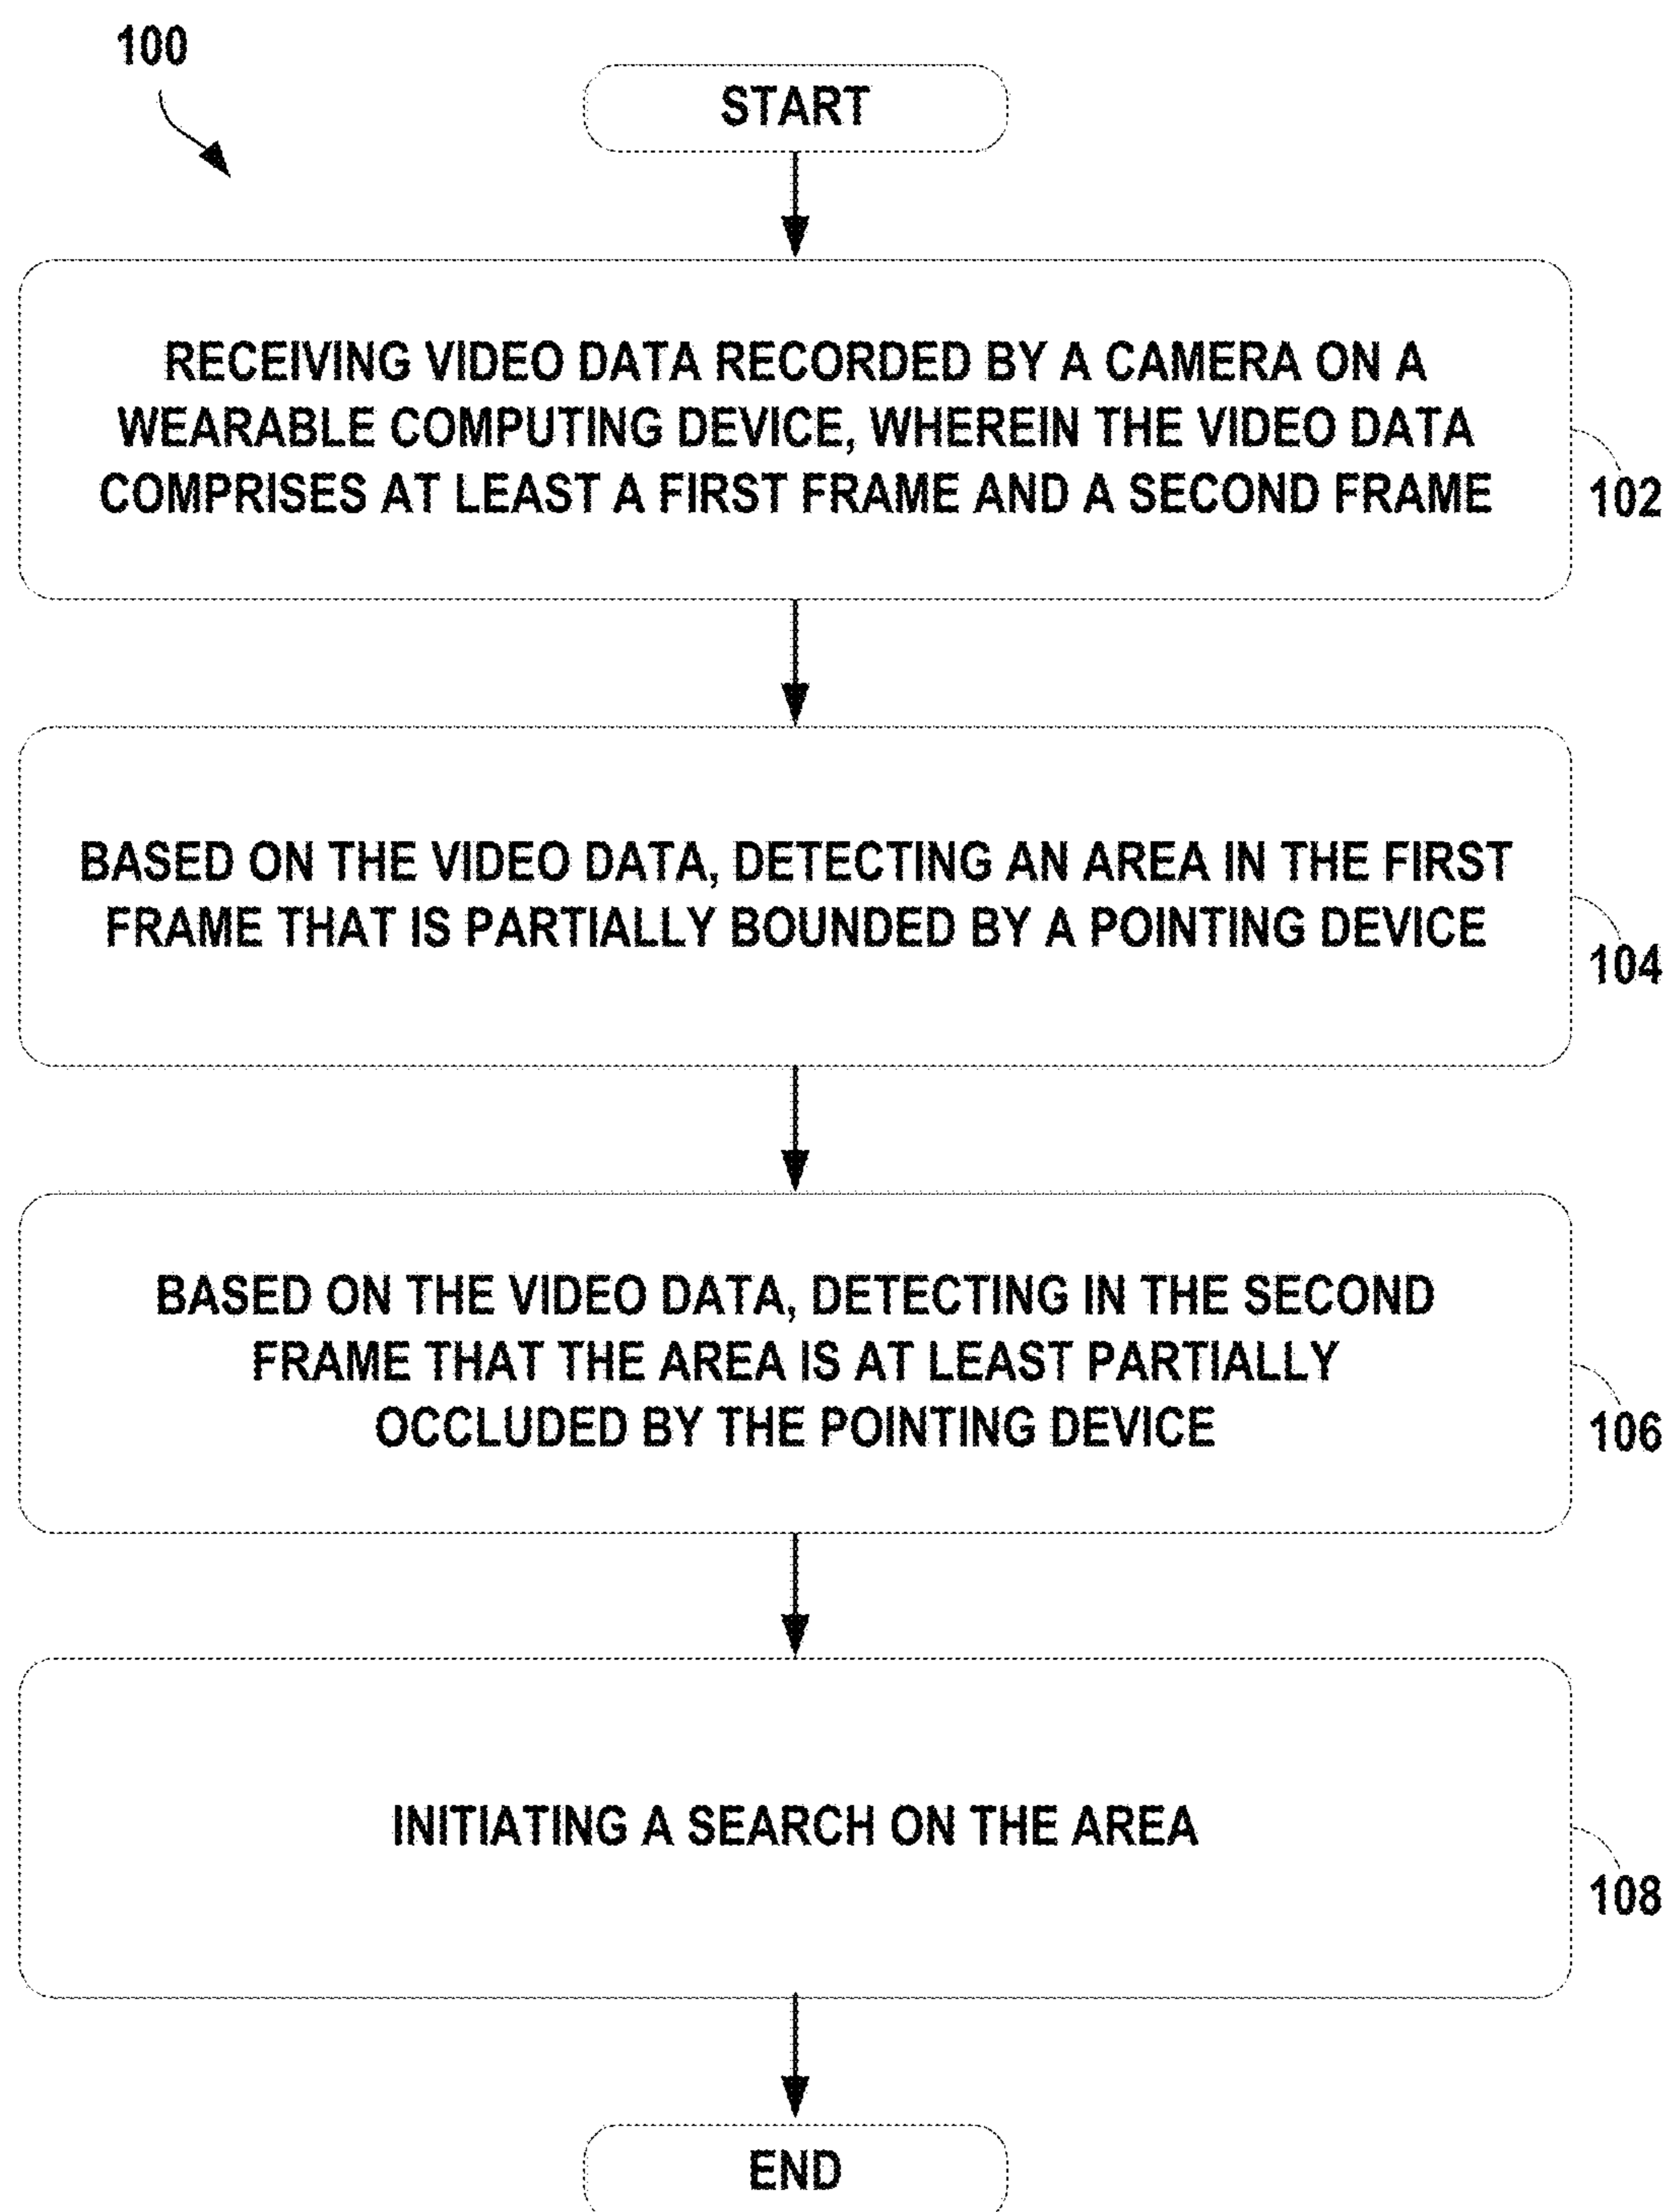 100
START
RECEIVING VIDEO DATA RECORDED BY A CAMERA ON A
WEARABLE COMPUTING DEVICE, WHEREIN THE VIDEO DATA
COMPRISES AT LEAST A FIRST FRAME AND A SECOND FRAME
102
BASED ON THE VIDEO DATA, DETECTING AN AREA IN THE FIRST
FRAME THAT IS PARTIALLY BOUNDED BY A POINTING DEVICE
104
BASED ON THE VIDEO DATA, DETECTING IN THE SECOND
FRAME THAT THE AREA IS AT LEAST PARTIALLY
OCCLUDED BY THE POINTING DEVICE
106
INITIATING A SEARCH ON THE AREA
108
END